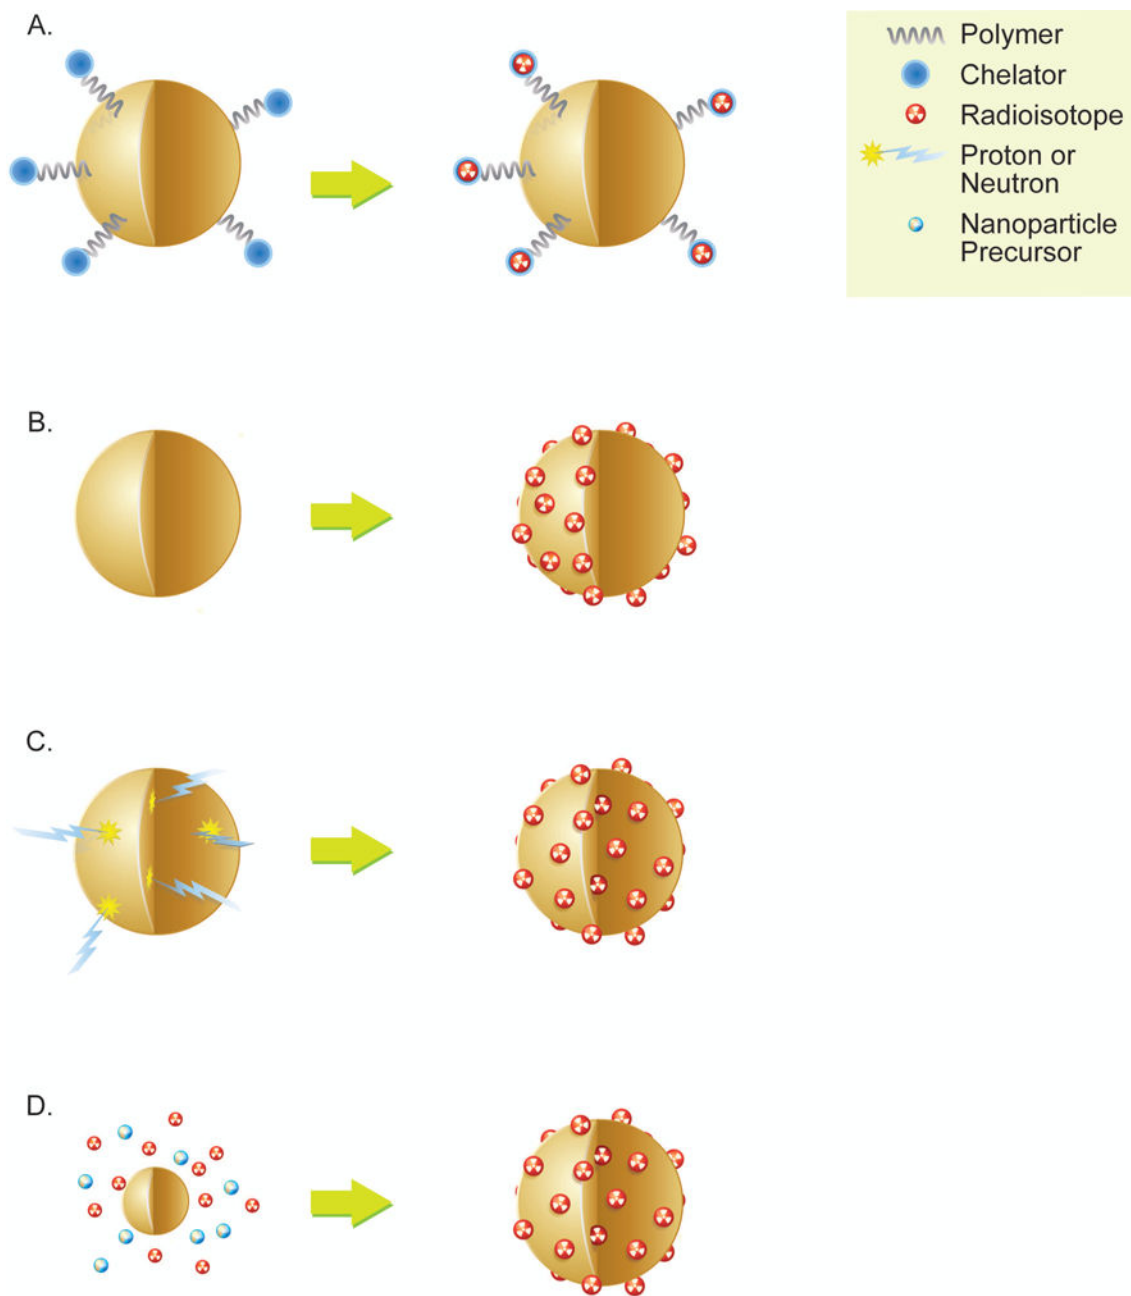 A.
Polymer
Chelator
Radioisotope
Proton or
Neutron
Nanoparticle
Precursor
B.
C.
D.